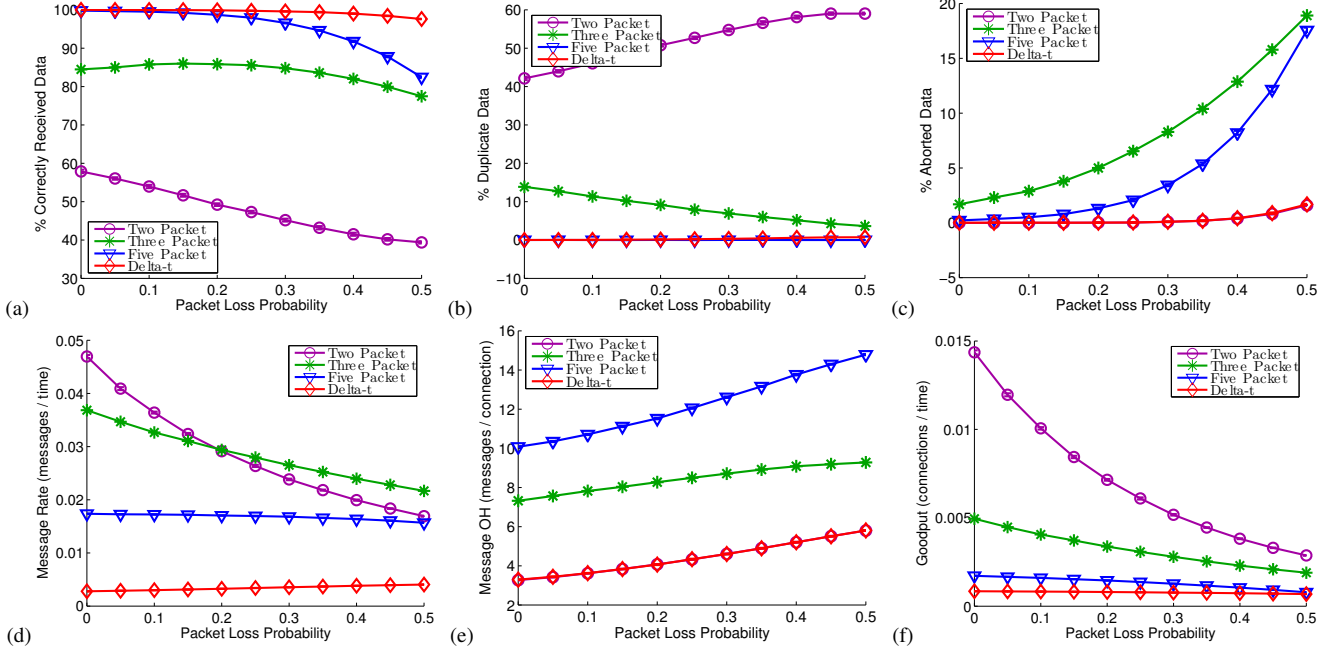 % Correctly Received Data
100
90
80
70
60
50
40
30
Two Packet
Three Packet
Five Packet
Delta-t
0
0.1
0.2
0.3
0.4
0.5
Packet Loss Probability
(a)
% Duplicate Data
60
50
40
30
20
10
0
−10
Two Packet
Three Packet
Five Packet
Delta-t
0
0.1
0.2
0.3
0.4
0.5
Packet Loss Probability
(b)
% Aborted Data
20
15
10
5
0
−5
Two Packet
Three Packet
Five Packet
Delta-t
0
0.1
0.2
0.3
0.4
0.5
Packet Loss Probability
(c)
Message Rate (messages / time)
0.05
0.04
0.03
0.02
0.01
0
Two Packet
Three Packet
Five Packet
Delta-t
0
0.1
0.2
0.3
0.4
0.5
Packet Loss Probability
(d)
Message OH (messages / connection)
16
14
12
10
8
6
4
2
Two Packet
Three Packet
Five Packet
Delta-t
0
0.1
0.2
0.3
0.4
0.5
Packet Loss Probability
(e)
Goodput (connections / time)
0.015
0.01
0.005
0
Two Packet
Three Packet
Five Packet
Delta-t
0
0.1
0.2
0.3
0.4
0.5
Packet Loss Probability
(f)